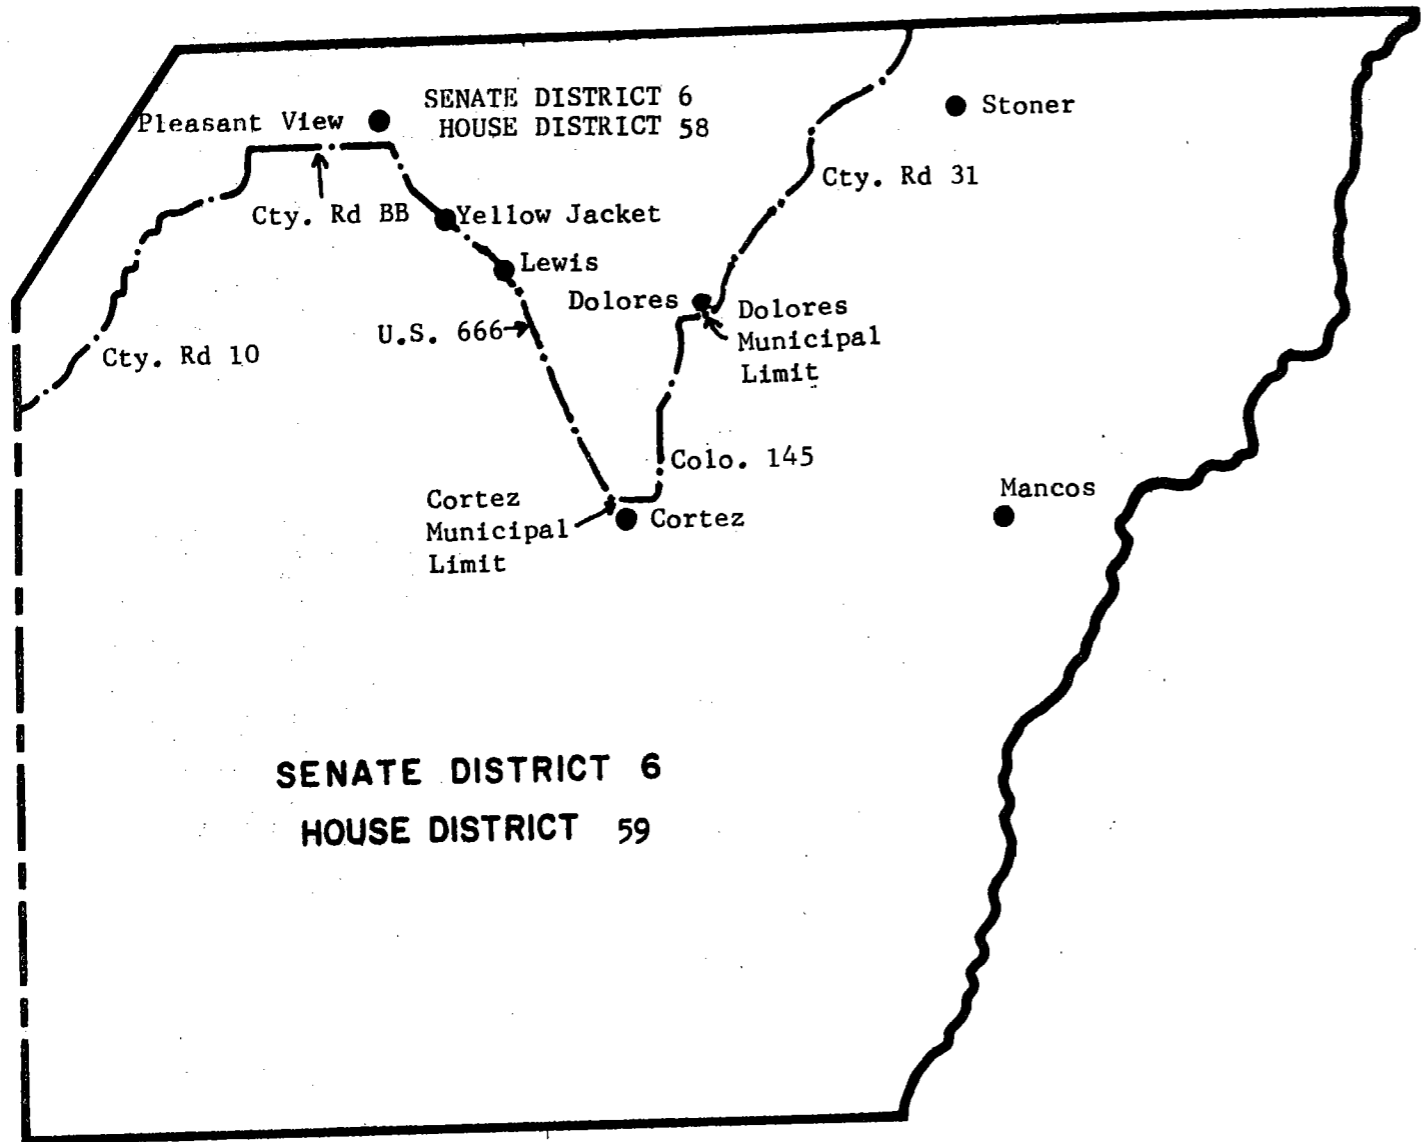 SENATE DISTRICT 6
HOUSE DISTRICT 58
Pleasant View
Stoner
Cty. Rd 31
Cty. Rd BB
Yellow Jacket
Lewis
Dolores
Dolores
Municipal
Limit
U.S. 666
Cty. Rd 10
Colo. 145
Cortez
Municipal
Limit
Cortez
Mancos
SENATE DISTRICT 6
HOUSE DISTRICT 59